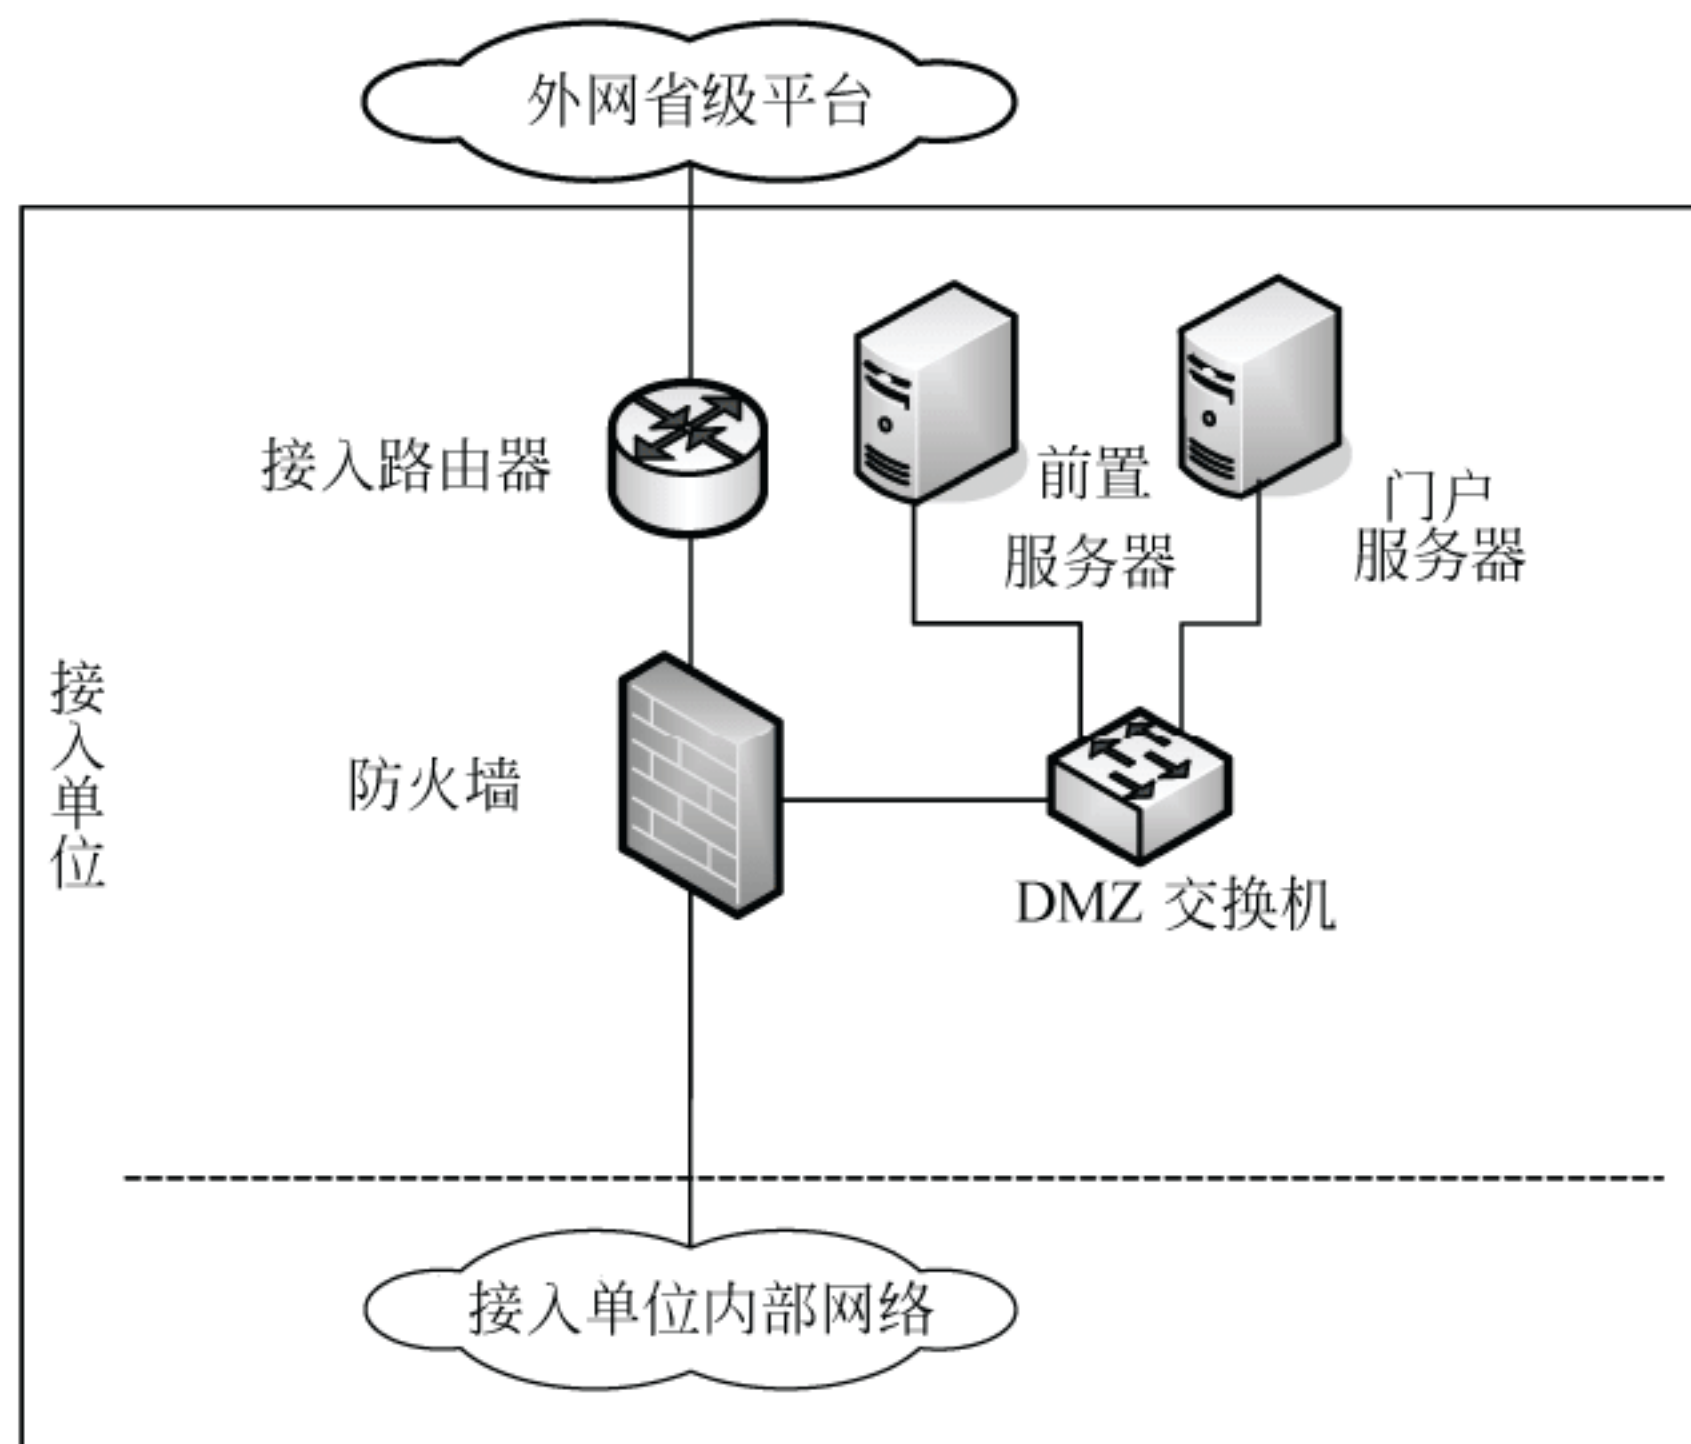 外网省级平台
接入路由器
前置
服务器
门户
服务器
接入单位
防火墙
DMZ 交换机
接入单位内部网络